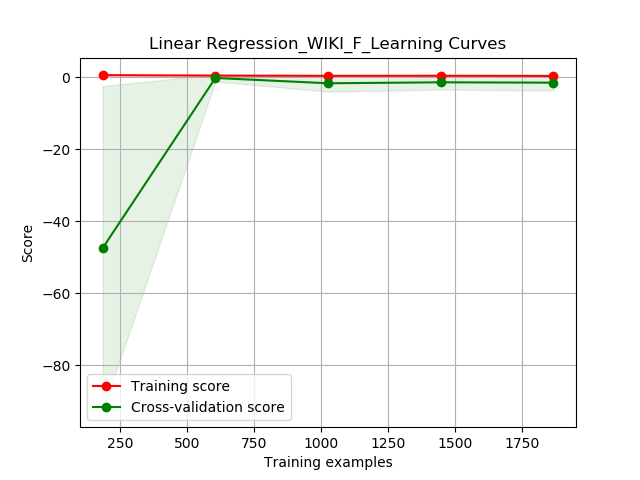 Linear Regression_WIKI_F_Learning Curves
0
−20
−40
−60
−80
Score
Training score
Cross-validation score
250 500 750 1000 1250 1500 1750
Training examples